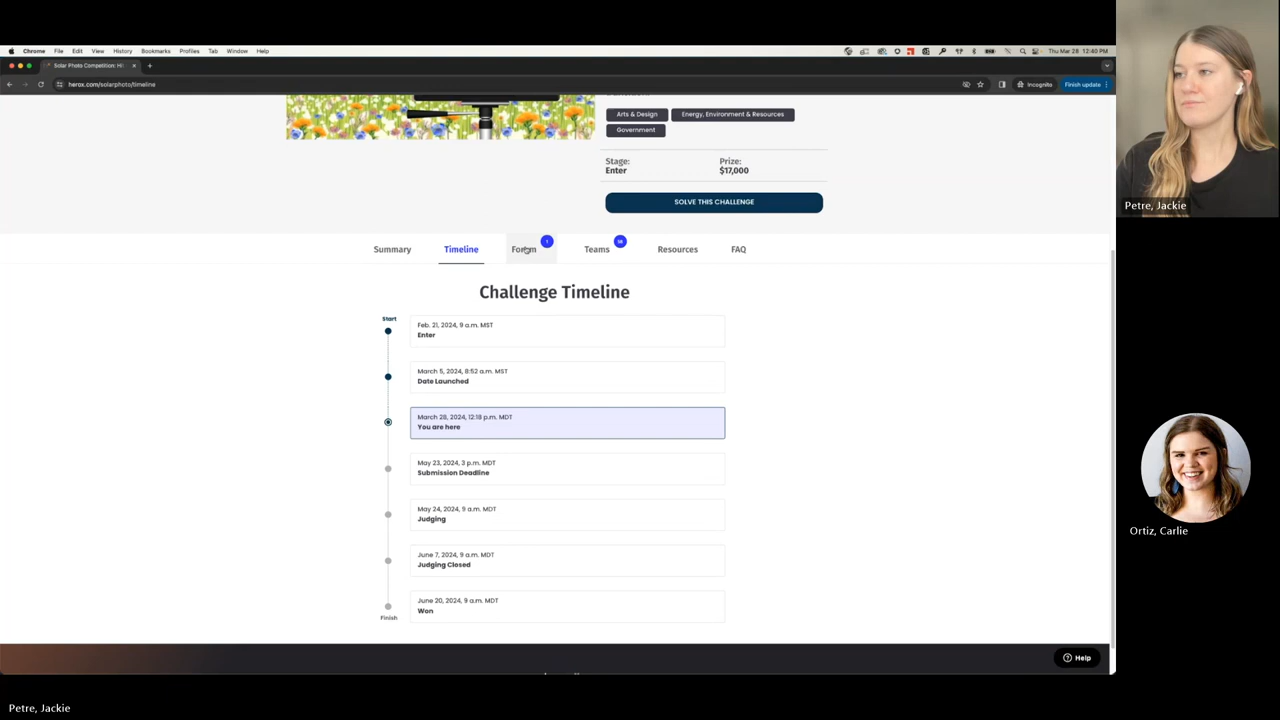 Chrome File Edit View History Bookmarks Profiles Tab Window Help Thu Mar 28 12:40 PM
Solar Photo Competition: Hi
herox.com/solarphoto/timeline Incognito Finish update
Arts & Design Energy, Environment & Resources
Government
Stage: Prize:
Enter $17,000
SOLVE THIS CHALLENGE
Summary Timeline Forum 1 Teams Resources FAQ
Challenge Timeline
Start
Feb. 21, 2024, 9 a.m. MST
Enter
March 5, 2024, 8:52 a.m. MST
Date Launched
March 28, 2024, 12:18 p.m. MDT
You are here
May 23, 2024, 3 p.m. MDT
Submission Deadline
May 24, 2024, 9 a.m. MDT
Judging
June 7, 2024, 9 a.m. MDT
Judging Closed
June 20, 2024, 9 a.m. MDT
Won
Finish
Help
Petre, Jackie
Ortiz, Carlie
Petre, Jackie